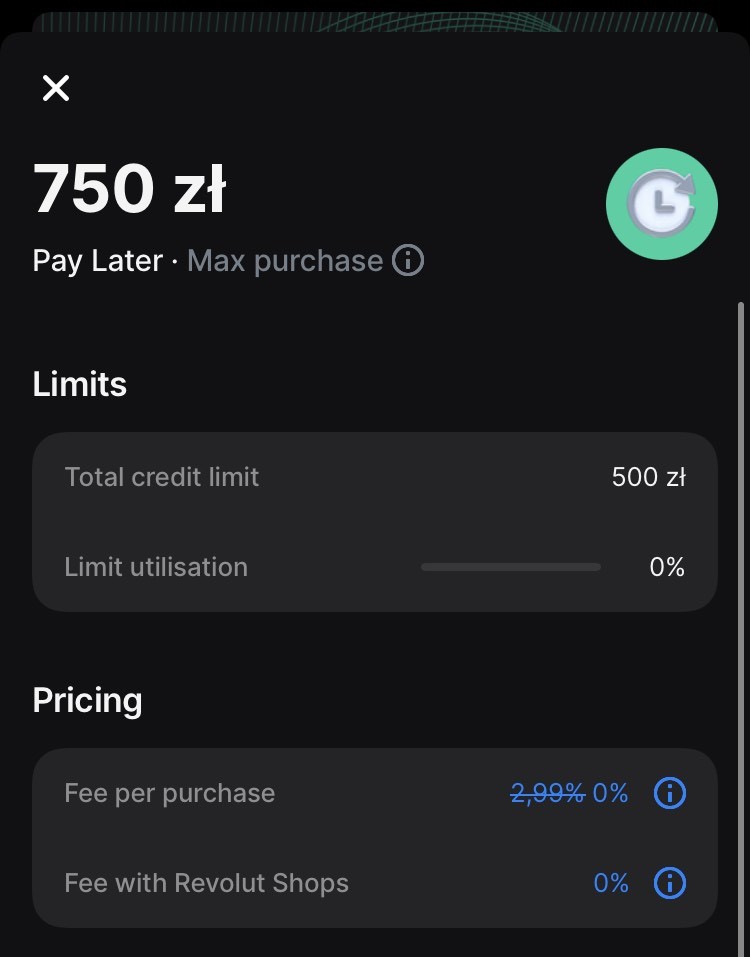 750 zł
Pay Later · Max purchase
Limits
Total credit limit 500 zł
Limit utilisation 0%
Pricing
Fee per purchase 2,99% 0%
Fee with Revolut Shops 0%